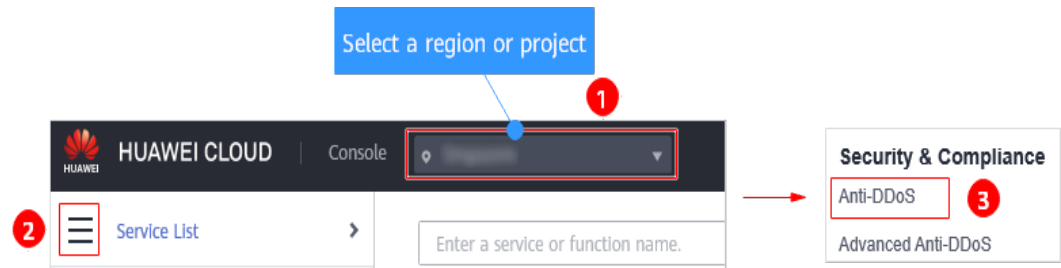 Select a region or project
1
HUAWEI
HUAWEI CLOUD
Console
2
Service List
Enter a service or function name.
Security & Compliance
Anti-DDoS
3
Advanced Anti-DDoS